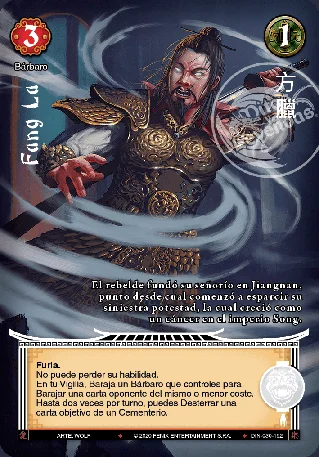 3
1
Bárbaro
Fang La
方臘
El rebelde fundó su señorío en Jiangnan,
punto desde cual comenzó a esparcir su
siniestra potestad, la cual creció como
un cáncer en el imperio Song.
Furia.
No puede perder su habilidad.
En tu Vigilia, Baraja un Bárbaro que controles para
Barajar una carta oponente del mismo o menor coste.
Hasta dos veces por turno, puedes Desterrar una
carta objetivo de un Cementerio.
ARTE: WOLF
© 2020 FENIX ENTERTAINMENT S.P.A.